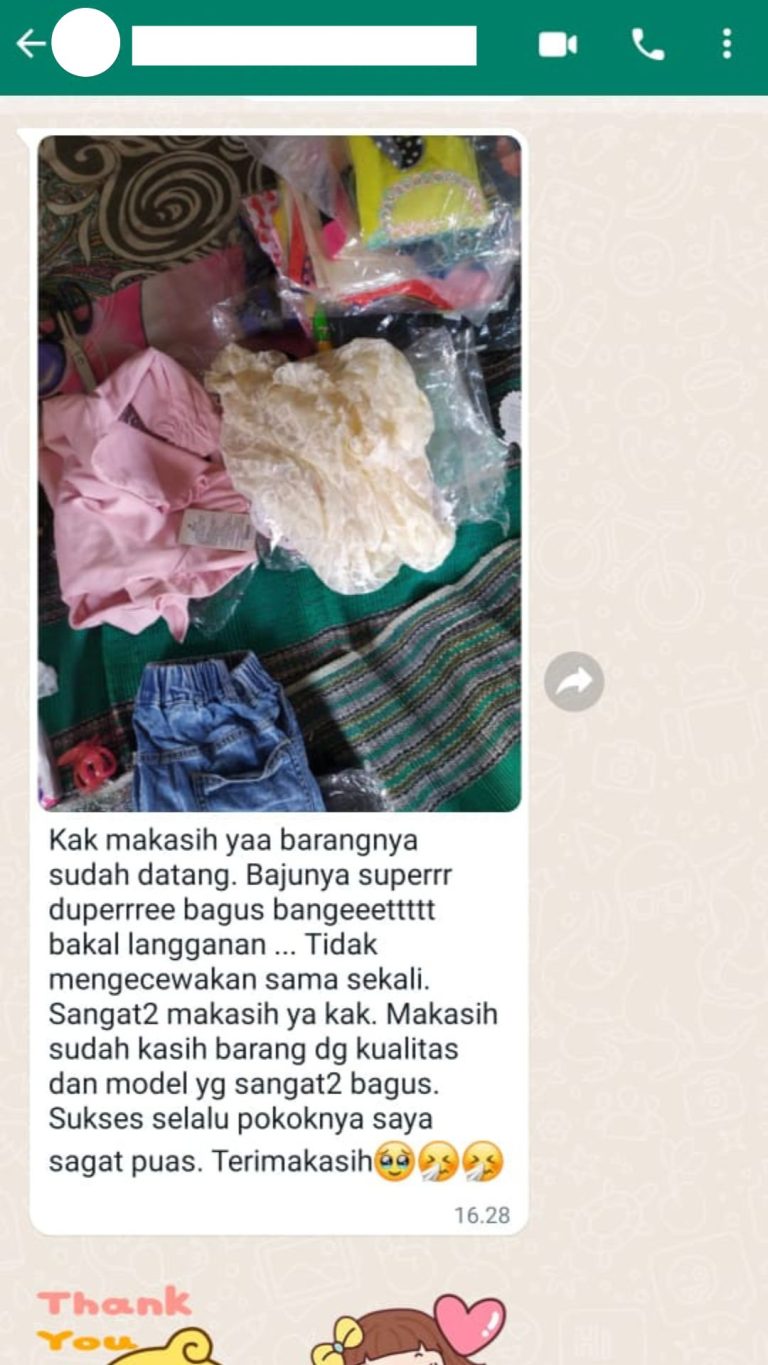 Kak makasih yaa barangnya
sudah datang. Bajunya superrr
duperrree bagus bangeeettttt
bakal langganan ... Tidak
mengecewakan sama sekali.
Sangat2 makasih ya kak. Makasih
sudah kasih barang dg kualitas
dan model yg sangat2 bagus.
Sukses selalu pokoknya saya
sagat puas. Terimakasih🥹🤧🤧
16.28
Thank
You